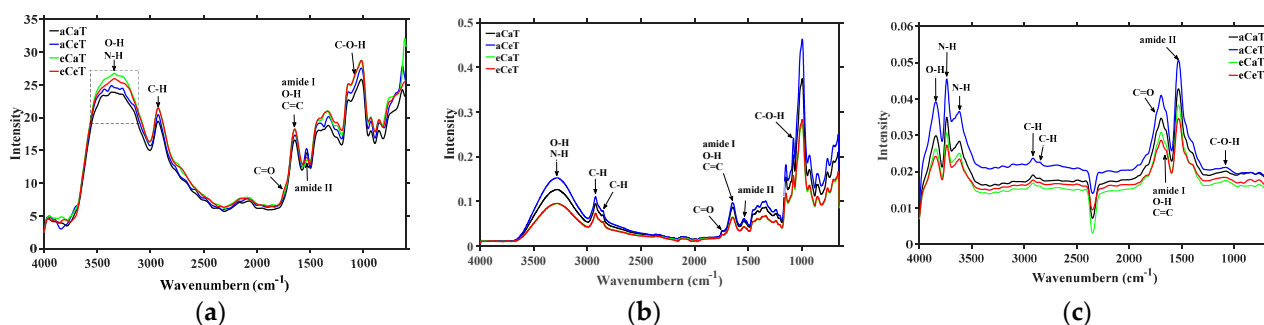 35
30
25
20
15
10
5
0
Intensity
aCaT
aCeT
eCaT
eCeT
O-H
N-H
C-H
C=O
amide I
O-H
C=C
amide II
C-O-H
4000 3500 3000 2500 2000 1500 1000
Wavenumbern (cm⁻¹)
(a)
0.5
0.4
0.3
0.2
0.1
0
Intensity
aCaT
aCeT
eCaT
eCeT
O-H
N-H
C-H
C-H
C=O
amide I
O-H
C=C
amide II
C-O-H
4000 3500 3000 2500 2000 1500 1000
Wavenumbern (cm⁻¹)
(b)
0.06
0.05
0.04
0.03
0.02
0.01
0
Intensity
aCaT
aCeT
eCaT
eCeT
O-H
N-H
N-H
C-H
C-H
C=O
amide II
amide I
O-H
C=C
C-O-H
4000 3500 3000 2500 2000 1500 1000
Wavenumbern (cm⁻¹)
(c)